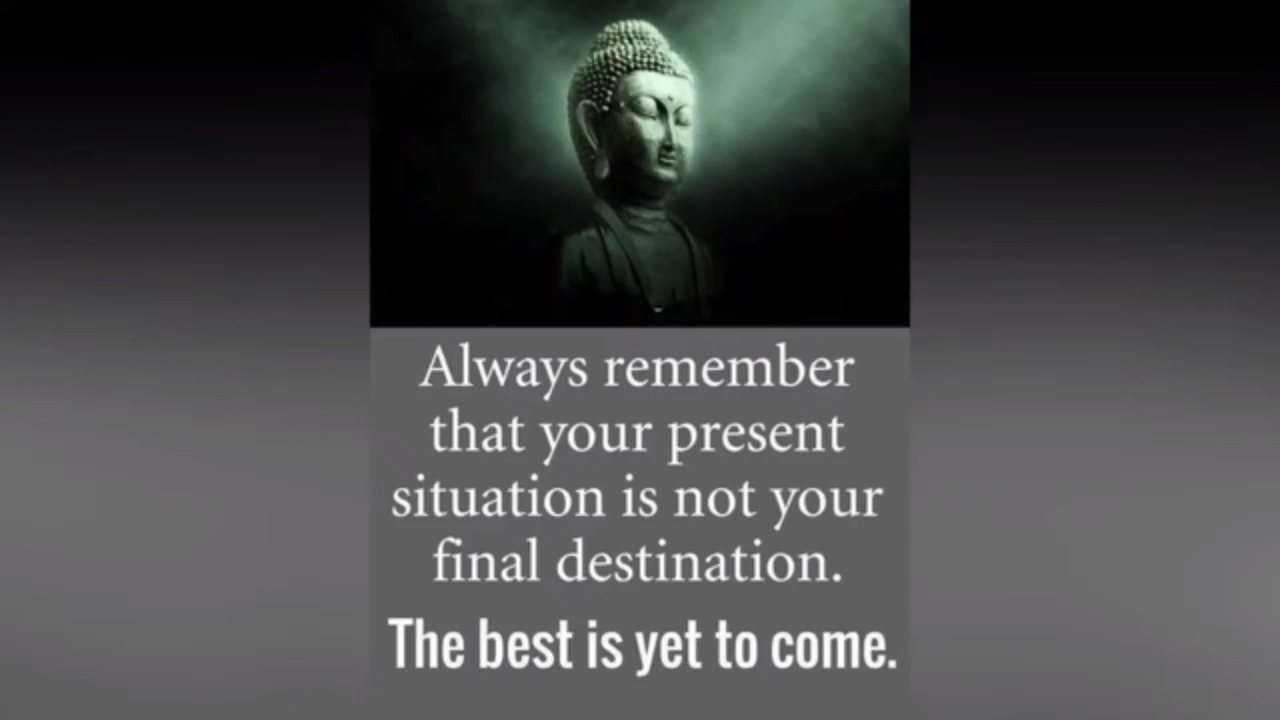 Always remember
that your present
situation is not your
final destination.
The best is yet to come.